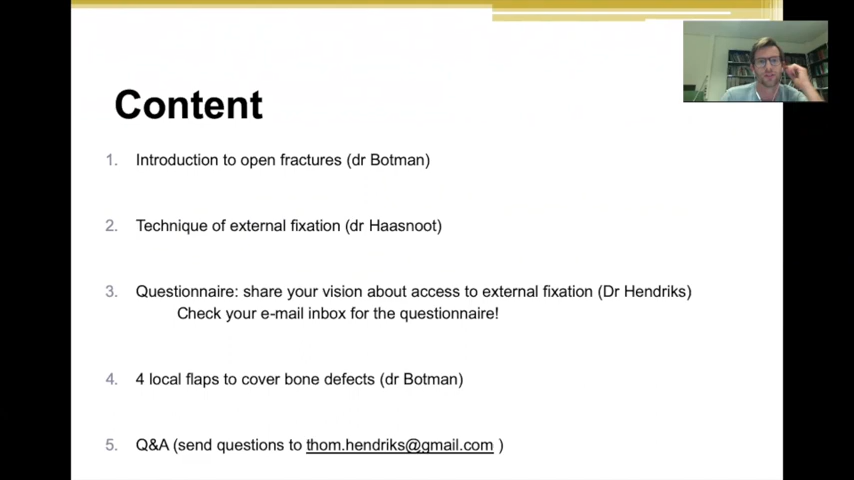 Content
1. Introduction to open fractures (dr Botman)
2. Technique of external fixation (dr Haasnoot)
3. Questionnaire: share your vision about access to external fixation (Dr Hendriks)
Check your e-mail inbox for the questionnaire!
4. 4 local flaps to cover bone defects (dr Botman)
5. Q&A (send questions to thom.hendriks@gmail.com )